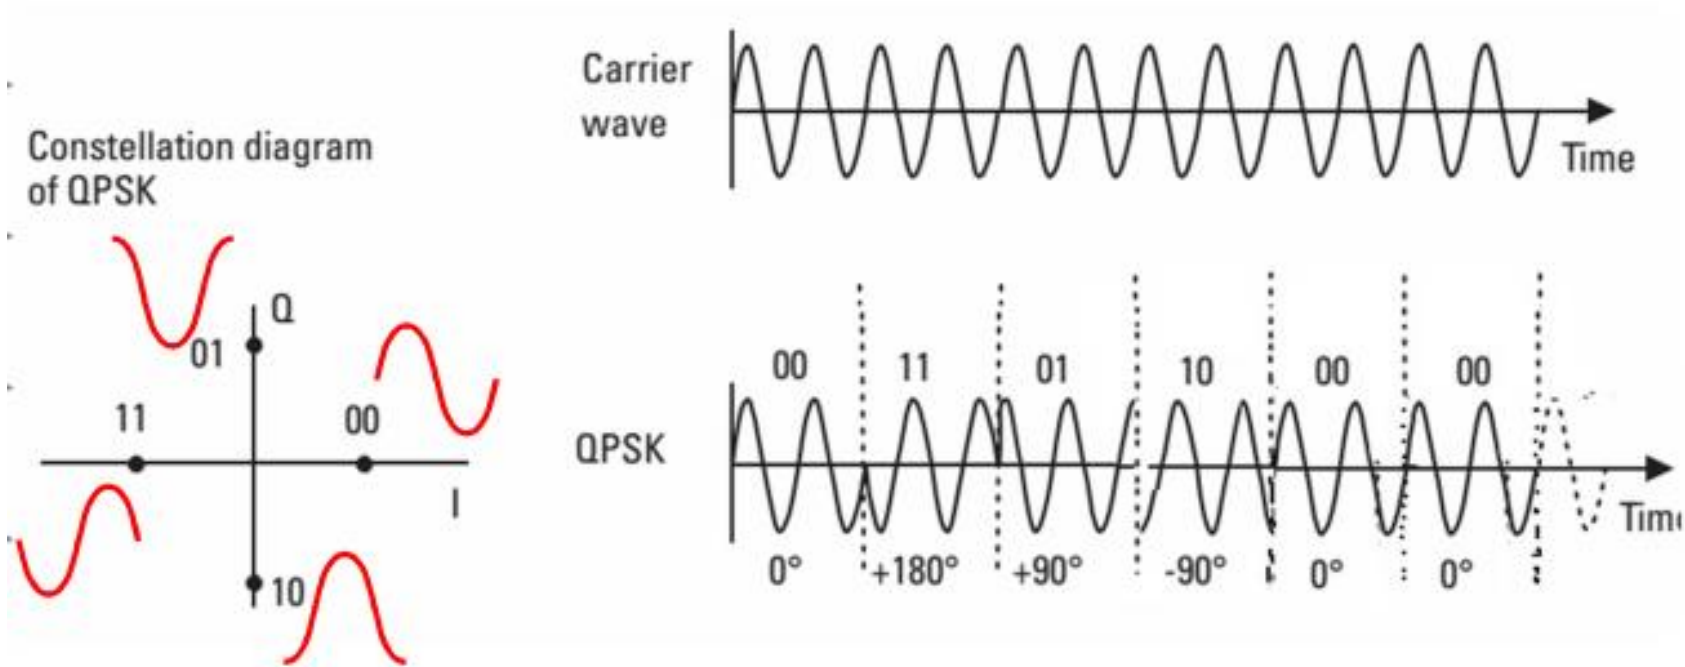 Constellation diagram
of QPSK
Q
01
11
00
I
10
Carrier
wave
Time
00 11 01 10 00 00
QPSK
Tim
0° +180° +90° -90° 0° 0°